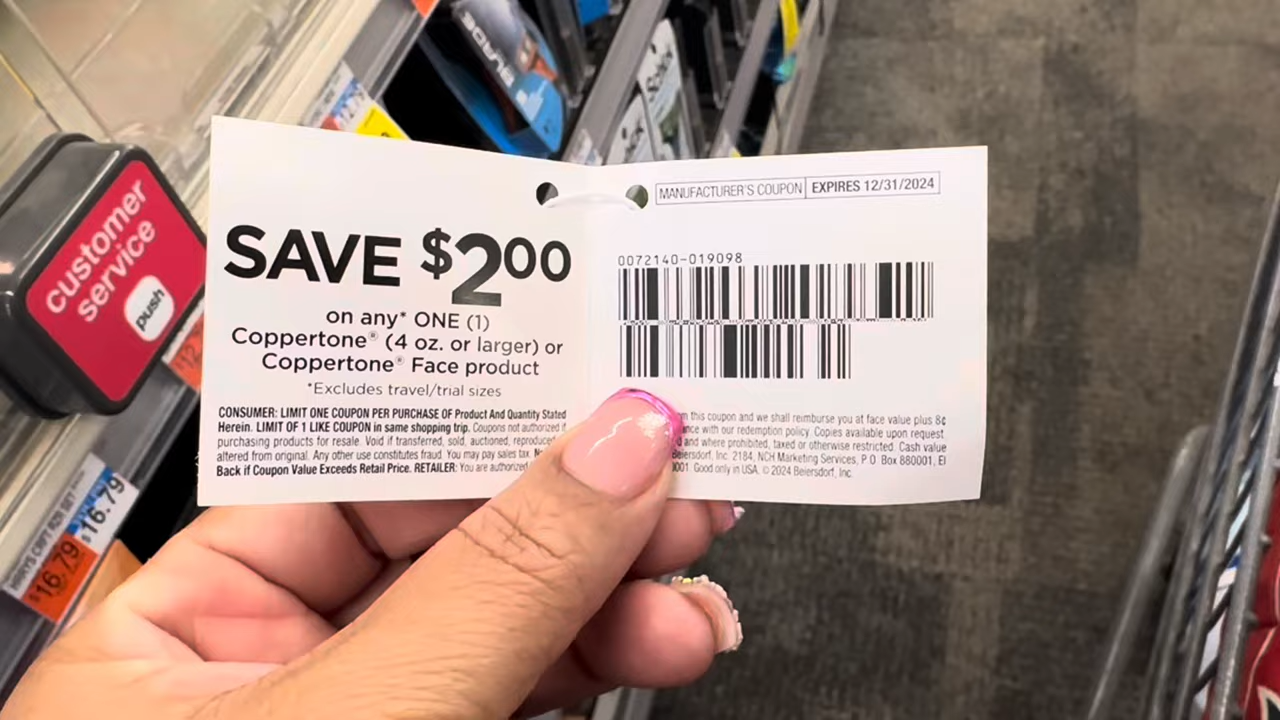 SAVE $2.00
on any* ONE (1)
Coppertone® (4 oz. or larger) or
Coppertone® Face product
*Excludes travel/trial sizes
CONSUMER: LIMIT ONE COUPON PER PURCHASE OF Product And Quantity Stated
Herein. LIMIT OF 1 LIKE COUPON in same shopping trip. Coupons not authorized if
purchasing products for resale. Void if transferred, sold, auctioned, reproduced
altered from original. Any other use constitutes fraud. You may pay sales tax.
Back if Coupon Value Exceeds Retail Price. RETAILER: You are authorized
MANUFACTURER'S COUPON EXPIRES 12/31/2024
0072140-019098
this coupon and we shall reimburse you at face value plus 8¢
with our redemption policy. Copies available upon request.
and where prohibited, taxed or otherwise restricted. Cash value
Beiersdorf, Inc. 2184, NCH Marketing Services, P.O. Box 880001, El
Good only in USA. © 2024 Beiersdorf, Inc.
customer
service
push
$16.79
$16.79